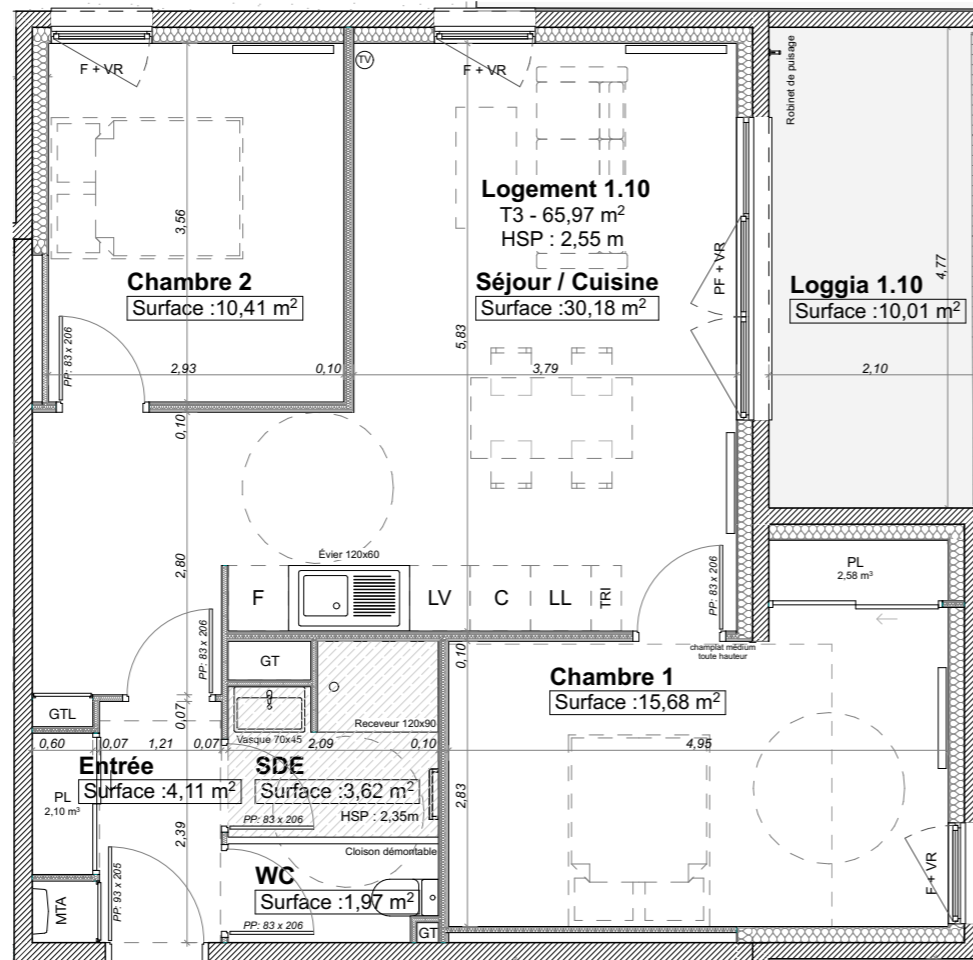 F + VR
TV
F + VR
Robinet de puisage
Logement 1.10
T3 - 65,97 m²
HSP : 2,55 m
3,56
Chambre 2
Surface :10,41 m²
Séjour / Cuisine
Surface :30,18 m²
PF + VR
4,77
Loggia 1.10
Surface :10,01 m²
PP: 83 x 206
2,93
0,10
5,83
3,79
2,10
0,10
2,80
Évier 120x60
F
LV
C
LL
TRI
PP: 83 x 206
PL
2,58 m³
PP: 83 x 206
GT
0,10
champlat médium
toute hauteur
Chambre 1
Surface :15,68 m²
GTL
0,07
Receveur 120x90
Vasque 70x45
0,60
0,07
1,21
0,07
2,09
0,10
4,95
Entrée
Surface :4,11 m²
SDE
Surface :3,62 m²
PL
2,10 m³
PP: 83 x 206
HSP : 2,35m
2,83
2,39
Cloison démontable
F + VR
WC
Surface :1,97 m²
MTA
PP: 93 x 205
PP: 83 x 206
GT